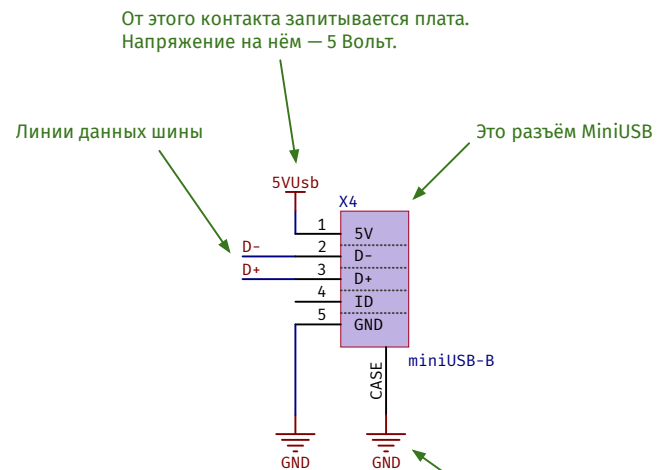 От этого контакта запитывается плата.
Напряжение на нём — 5 Вольт.
Линии данных шины
Это разъём MiniUSB
5VUsb
X4
1 5V
D- 2 D-
D+ 3 D+
4 ID
5 GND
miniUSB-B
CASE
GND GND